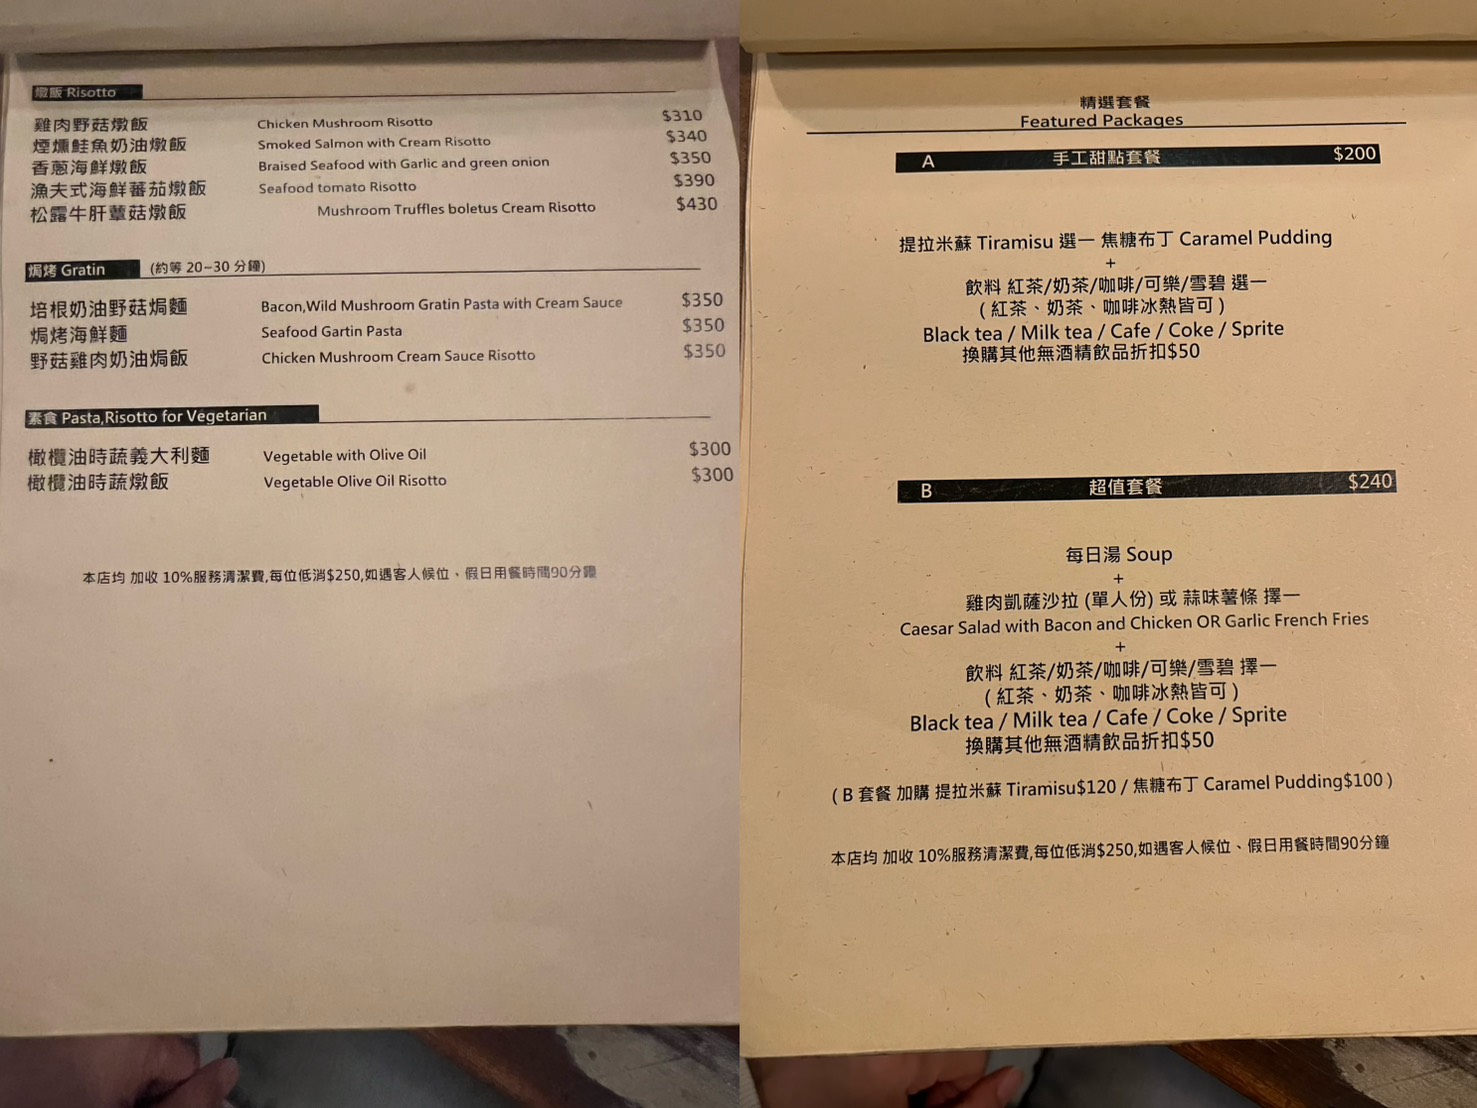 燉飯 Risotto
雞肉野菇燉飯 Chicken Mushroom Risotto $310
煙燻鮭魚奶油燉飯 Smoked Salmon with Cream Risotto $340
香蔥海鮮燉飯 Braised Seafood with Garlic and green onion $350
漁夫式海鮮蕃茄燉飯 Seafood tomato Risotto $390
松露牛肝蕈菇燉飯 Mushroom Truffles boletus Cream Risotto $430
焗烤 Gratin (約等 20~30 分鐘)
培根奶油野菇焗麵 Bacon,Wild Mushroom Gratin Pasta with Cream Sauce $350
焗烤海鮮麵 Seafood Gartin Pasta $350
野菇雞肉奶油焗飯 Chicken Mushroom Cream Sauce Risotto $350
素食 Pasta,Risotto for Vegetarian
橄欖油時蔬義大利麵 Vegetable with Olive Oil $300
橄欖油時蔬燉飯 Vegetable Olive Oil Risotto $300
本店均 加收 10%服務清潔費,每位低消$250,如遇客人候位、假日用餐時間90分鐘
精選套餐
Featured Packages
A 手工甜點套餐 $200
提拉米蘇 Tiramisu 選一 焦糖布丁 Caramel Pudding
+
飲料 紅茶/奶茶/咖啡/可樂/雪碧 選一
( 紅茶、奶茶、咖啡冰熱皆可 )
Black tea / Milk tea / Cafe / Coke / Sprite
換購其他無酒精飲品折扣$50
B 超值套餐 $240
每日湯 Soup
+
雞肉凱薩沙拉 (單人份) 或 蒜味薯條 擇一
Caesar Salad with Bacon and Chicken OR Garlic French Fries
+
飲料 紅茶/奶茶/咖啡/可樂/雪碧 擇一
( 紅茶、奶茶、咖啡冰熱皆可 )
Black tea / Milk tea / Cafe / Coke / Sprite
換購其他無酒精飲品折扣$50
( B 套餐 加購 提拉米蘇 Tiramisu$120 / 焦糖布丁 Caramel Pudding$100 )
本店均 加收 10%服務清潔費,每位低消$250,如遇客人候位、假日用餐時間90分鐘